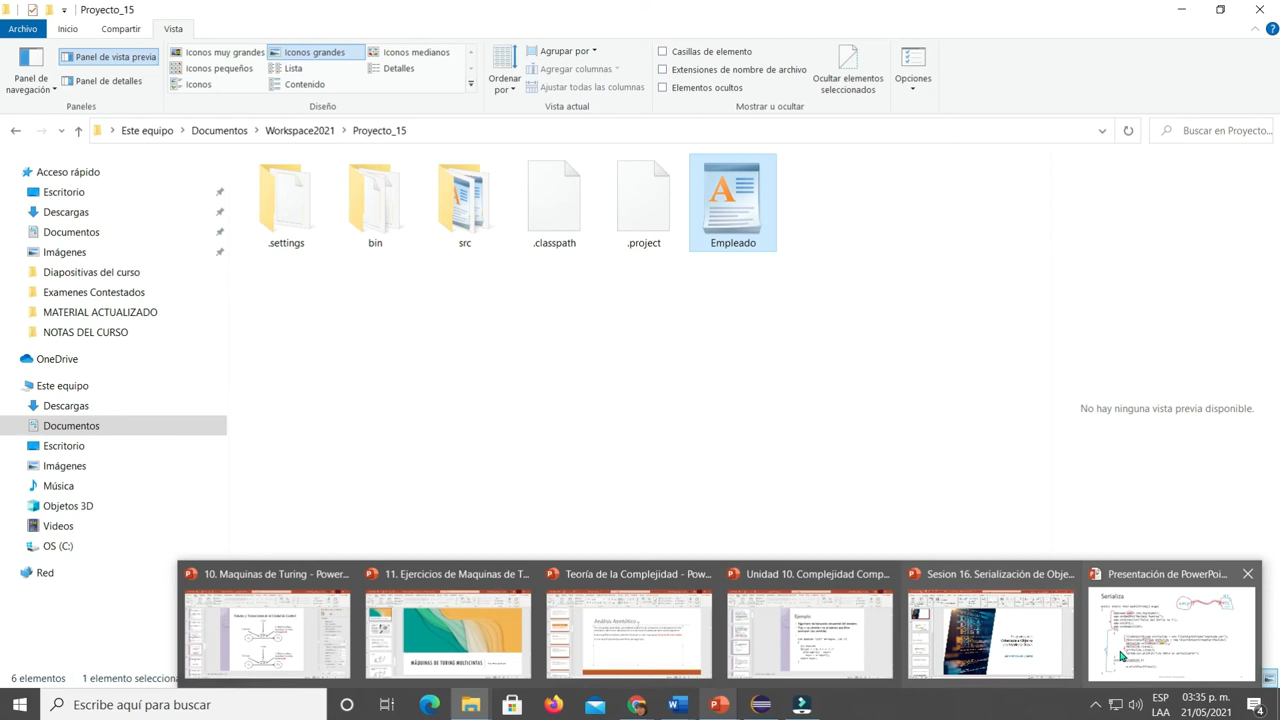 Proyecto_15
Archivo
Inicio
Compartir
Vista
Panel de navegación
Panel de vista previa
Panel de detalles
Paneles
Iconos muy grandes
Iconos grandes
Iconos medianos
Iconos pequeños
Lista
Detalles
Iconos
Contenido
Diseño
Ordenar por
Agrupar por
Agregar columnas
Ajustar todas las columnas
Vista actual
Casillas de elemento
Extensiones de nombre de archivo
Elementos ocultos
Ocultar elementos seleccionados
Mostrar u ocultar
Opciones
Este equipo > Documentos > Workspace2021 > Proyecto_15
Buscar en Proyecto...
Acceso rápido
Escritorio
Descargas
Documentos
Imágenes
Diapositivas del curso
Examenes Contestados
MATERIAL ACTUALIZADO
NOTAS DEL CURSO
OneDrive
Este equipo
Descargas
Documentos
Escritorio
Imágenes
Música
Objetos 3D
Videos
OS (C:)
Red
.settings
bin
src
.classpath
.project
Empleado
No hay ninguna vista previa disponible.
10. Maquinas de Turing - Power...
11. Ejercicios de Maquinas de T...
Teoría de la Complejidad - Pow...
Unidad 10. Complejidad Comp...
Sesion 16. Serialización de Obje...
Presentación de PowerPoi...
Análisis Asintótico
MÁQUINAS DE TURING MULTICINTAS
Ejemplo
Serializa
6 elementos
1 elemento selecciona
Escribe aquí para buscar
ESP
LAA
03:35 p. m.
21/05/2021
4